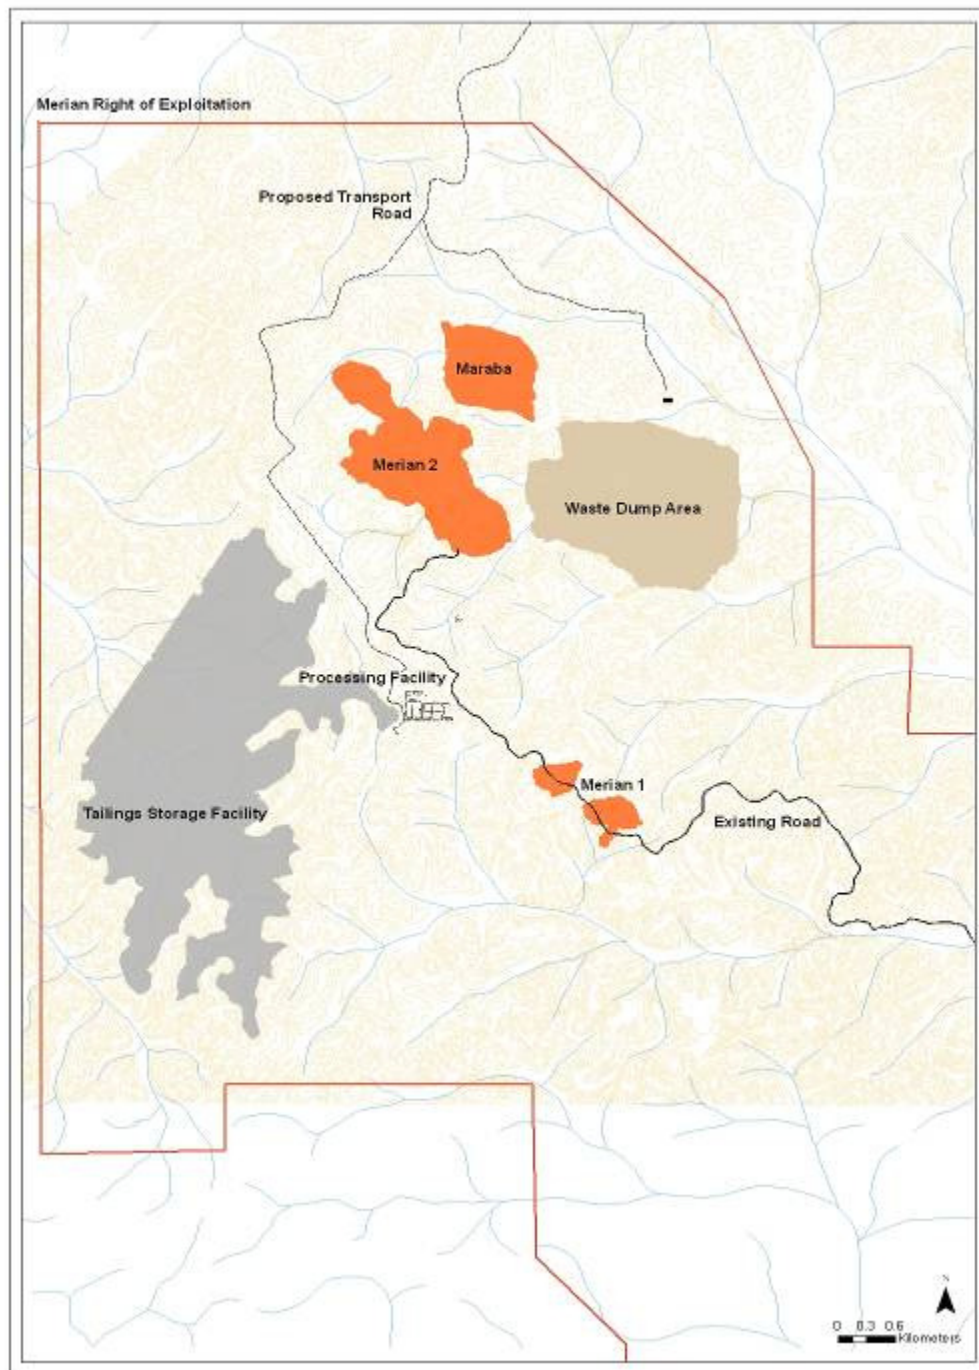 Merian Right of Exploitation
Proposed Transport
Road
Maraba
Merian 2
Waste Dump Area
Processing Facility
Merian 1
Tailings Storage Facility
Existing Road
N
0 0.3 0.6
Kilometers